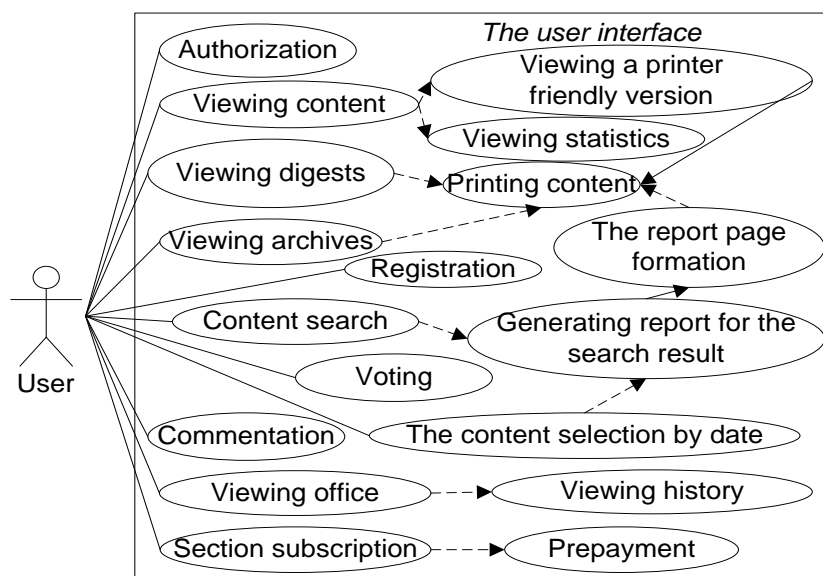 The user interface
Authorization
Viewing a printer
friendly version
Viewing content
Viewing statistics
Viewing digests
Printing content
Viewing archives
The report page
formation
Registration
Content search
Generating report for the
search result
User
Voting
Commentation
The content selection by date
Viewing office
Viewing history
Section subscription
Prepayment